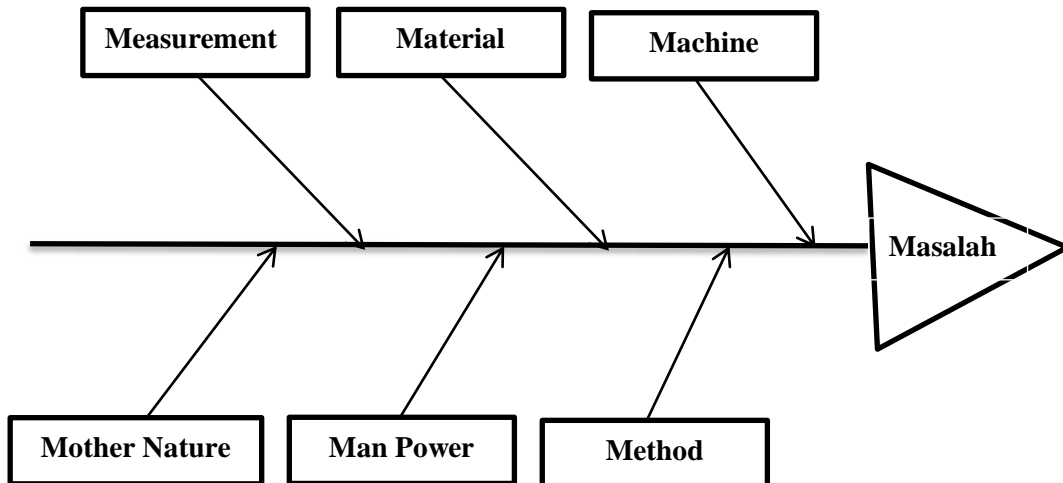 Measurement
Material
Machine
Masalah
Mother Nature
Man Power
Method